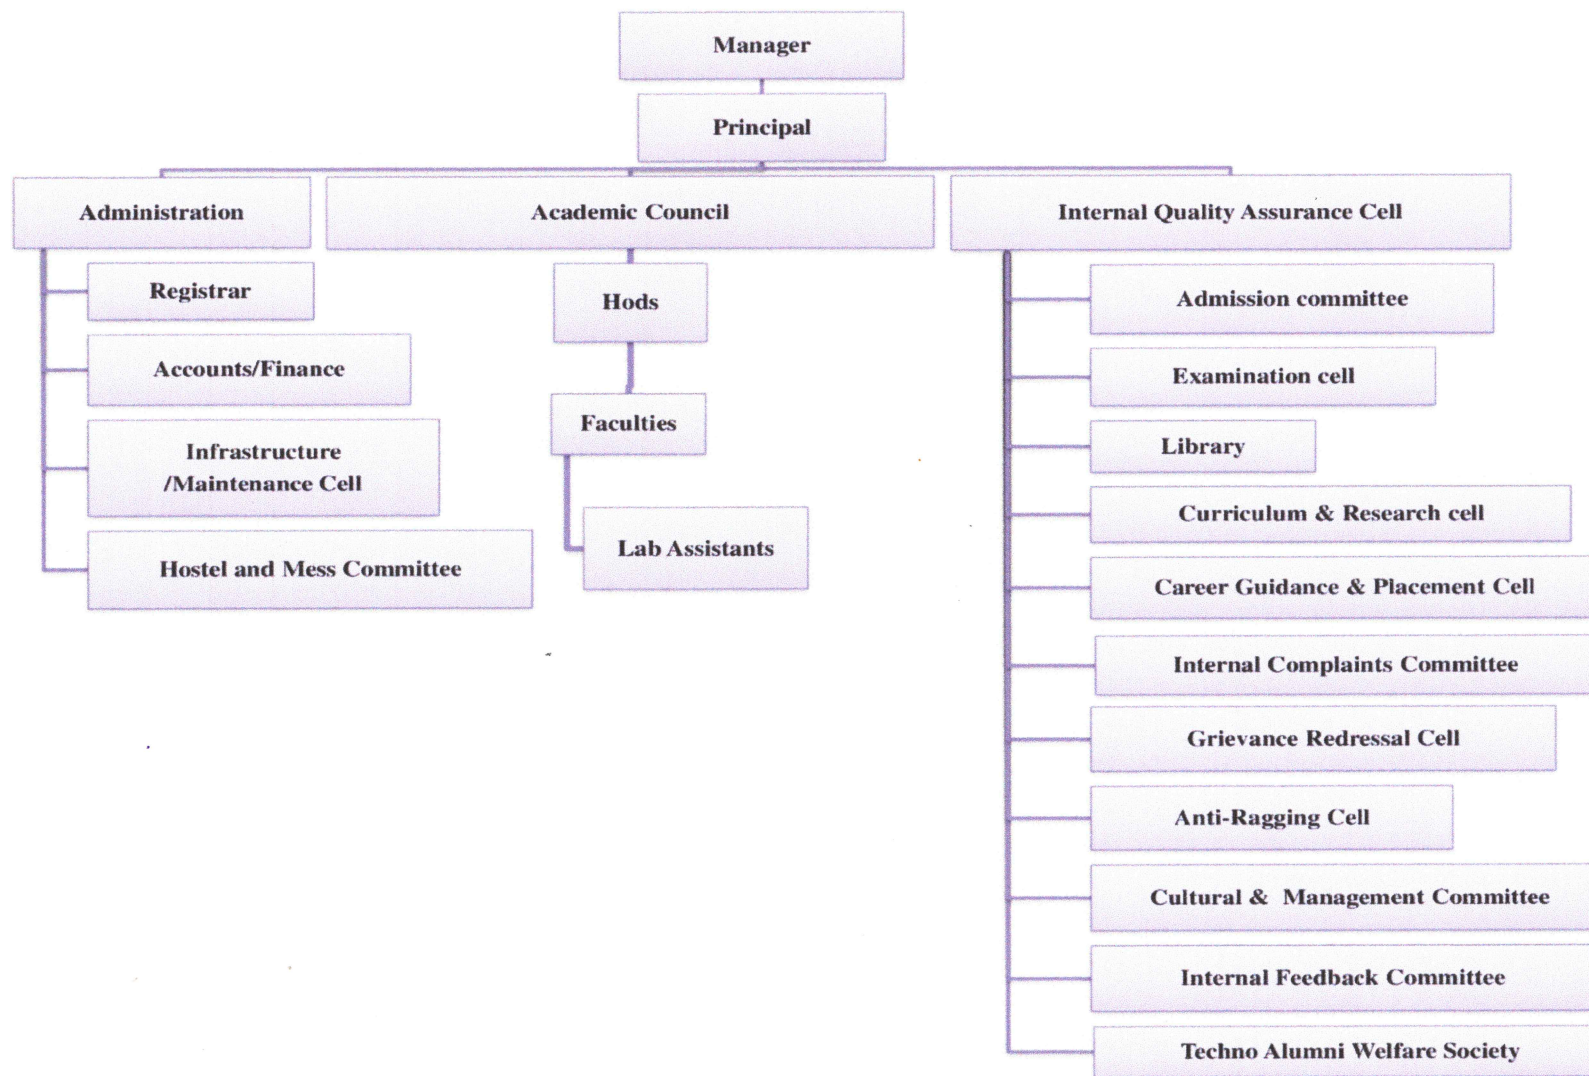 Manager
Principal
Administration
Academic Council
Internal Quality Assurance Cell
Registrar
Accounts/Finance
Infrastructure
/Maintenance Cell
Hostel and Mess Committee
Hods
Faculties
Lab Assistants
Admission committee
Examination cell
Library
Curriculum & Research cell
Career Guidance & Placement Cell
Internal Complaints Committee
Grievance Redressal Cell
Anti-Ragging Cell
Cultural & Management Committee
Internal Feedback Committee
Techno Alumni Welfare Society